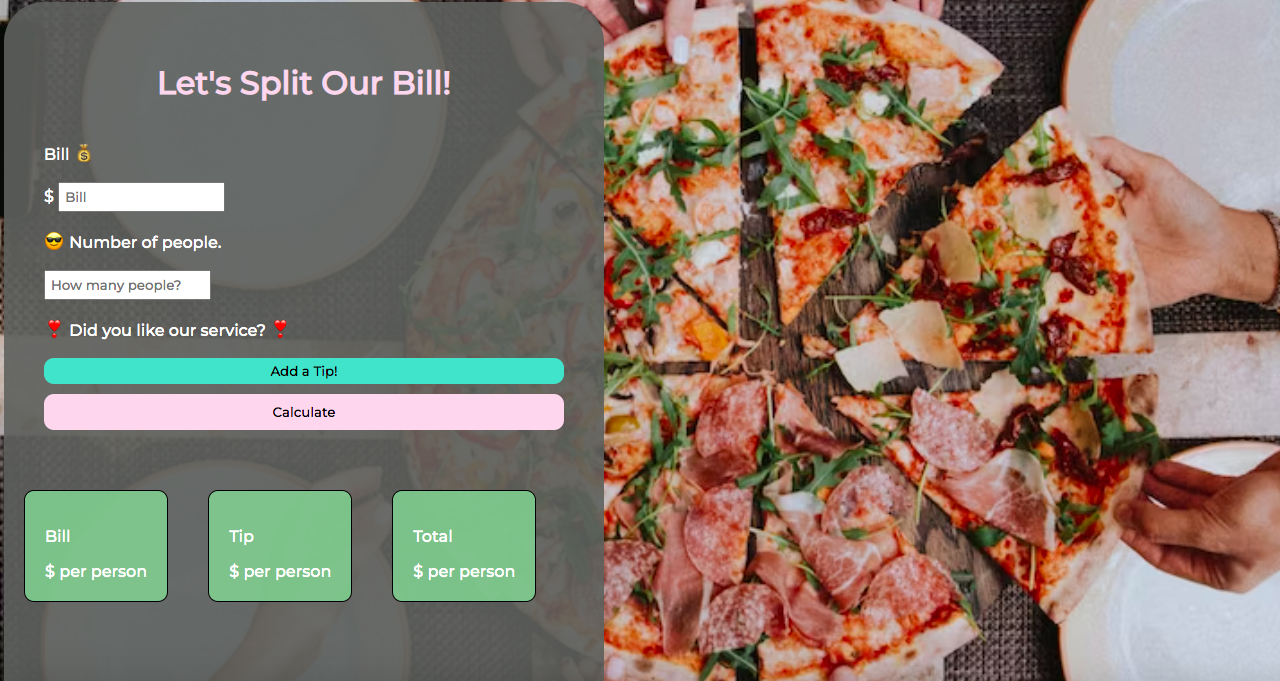 Let's Split Our Bill!
Bill 💰
$ Bill
😎 Number of people.
How many people?
❣️ Did you like our service? ❣️
Add a Tip!
Calculate
Bill
$ per person
Tip
$ per person
Total
$ per person